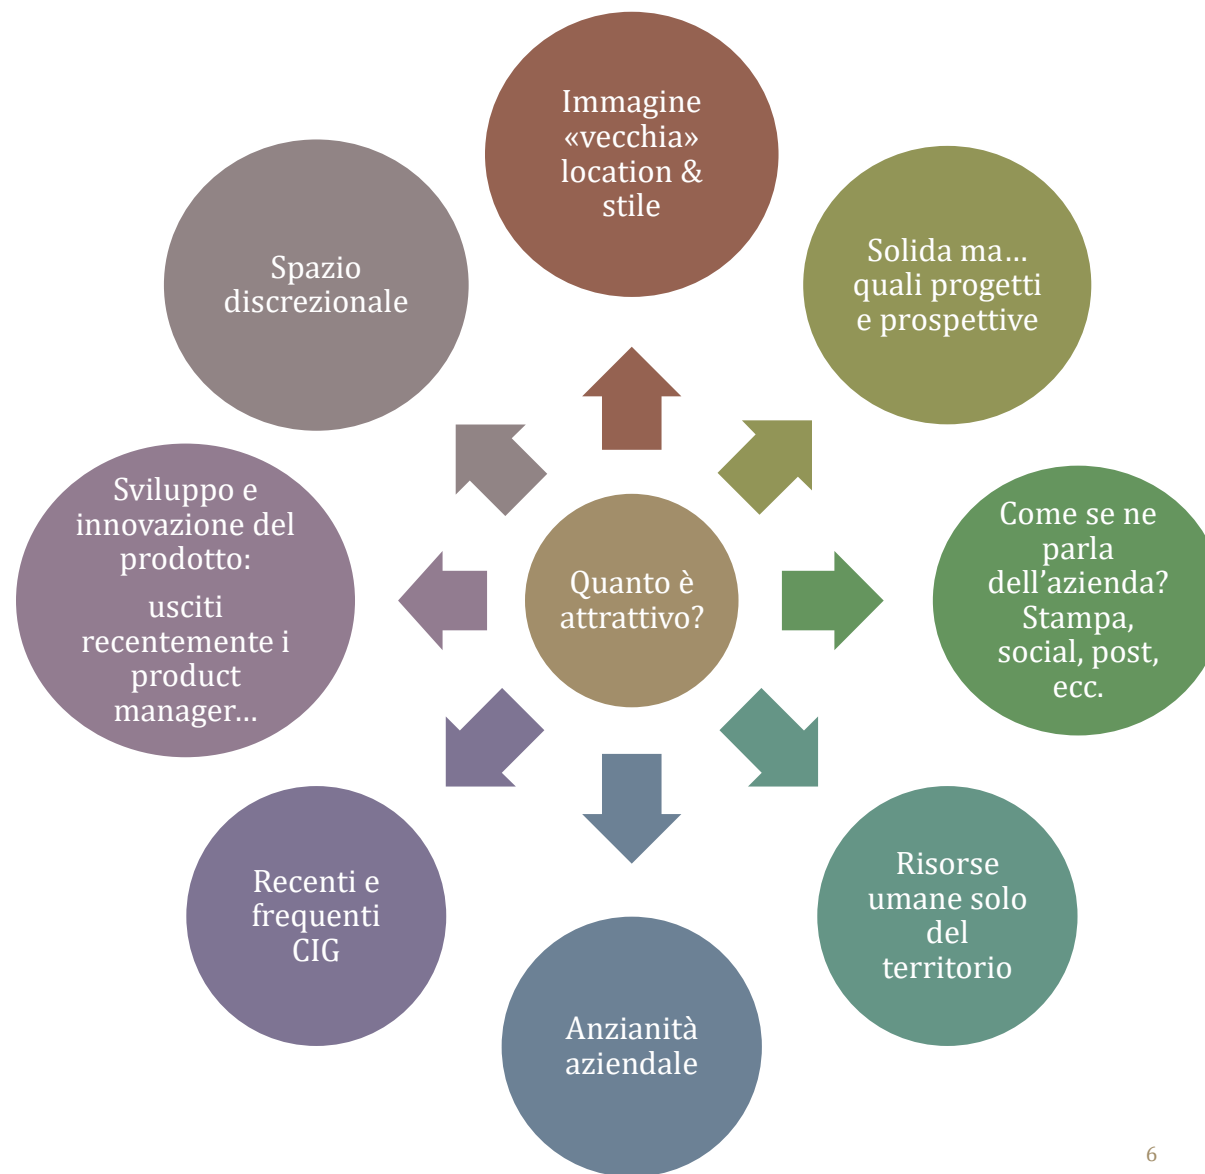 Immagine
«vecchia»
location &
stile
Solida ma…
quali progetti
e prospettive
Come se ne
parla
dell’azienda?
Stampa,
social, post,
ecc.
Risorse
umane solo
del
territorio
Anzianità
aziendale
Recenti e
frequenti
CIG
Sviluppo e
innovazione del
prodotto:
usciti
recentemente i
product
manager…
Spazio
discrezionale
Quanto è
attrattivo?
6